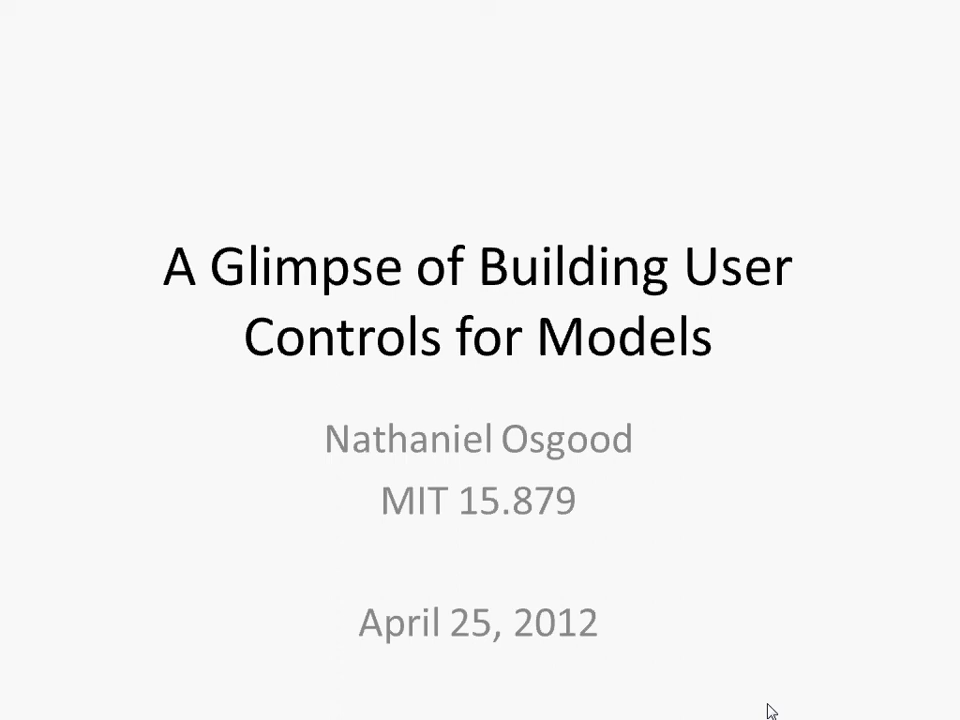 A Glimpse of Building User
Controls for Models
Nathaniel Osgood
MIT 15.879
April 25, 2012